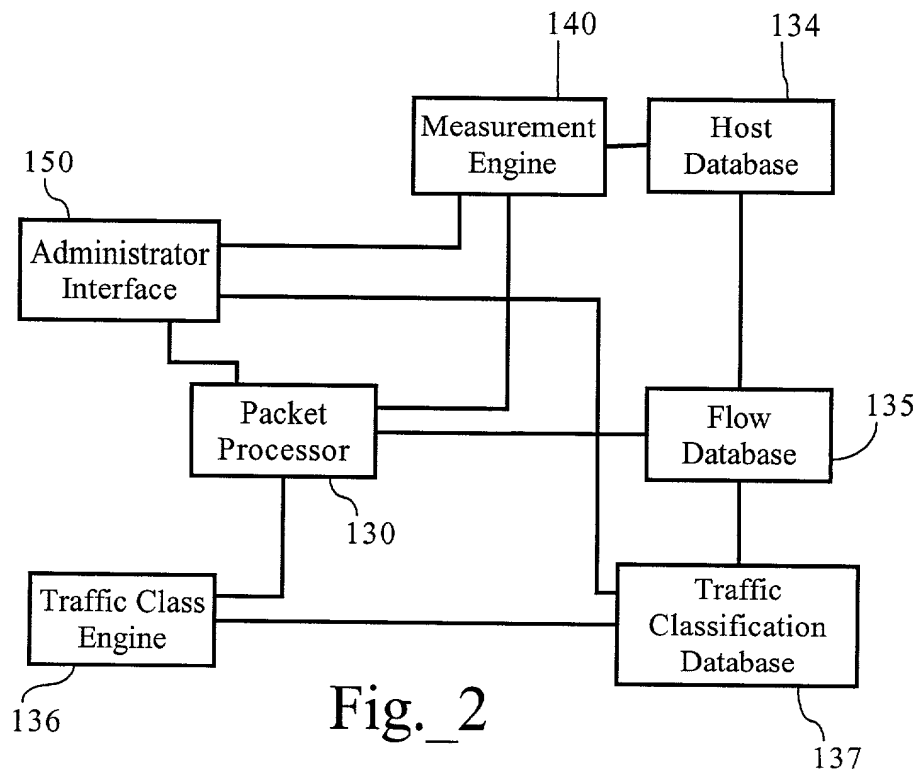 140
134
Measurement
Engine
Host
Database
150
Administrator
Interface
Packet
Processor
130
Flow
Database
135
Traffic Class
Engine
136
Traffic
Classification
Database
137
Fig._2